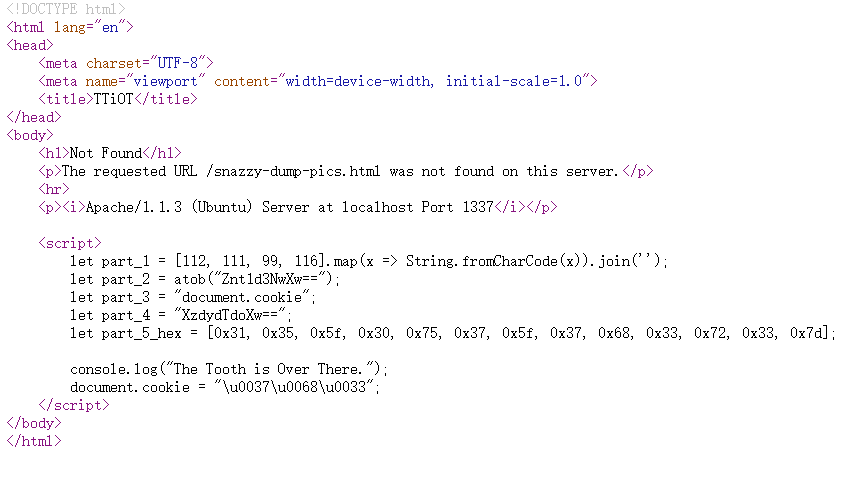 <!DOCTYPE html>
<html lang="en">
<head>
    <meta charset="UTF-8">
    <meta name="viewport" content="width=device-width, initial-scale=1.0">
    <title>TTiOT</title>
</head>
<body>
    <h1>Not Found</h1>
    <p>The requested URL /snazzy-dump-pics.html was not found on this server.</p>
    <hr>
    <p><i>Apache/1.1.3 (Ubuntu) Server at localhost Port 1337</i></p>

    <script>
        let part_1 = [112, 111, 99, 116].map(x => String.fromCharCode(x)).join('');
        let part_2 = atob("Znt1d3NwXw==");
        let part_3 = "document.cookie";
        let part_4 = "XzdydTdoXw==";
        let part_5_hex = [0x31, 0x35, 0x5f, 0x30, 0x75, 0x37, 0x5f, 0x37, 0x68, 0x33, 0x72, 0x33, 0x7d];

        console.log("The Tooth is Over There.");
        document.cookie = "\u0037\u0068\u0033";
    </script>
</body>
</html>